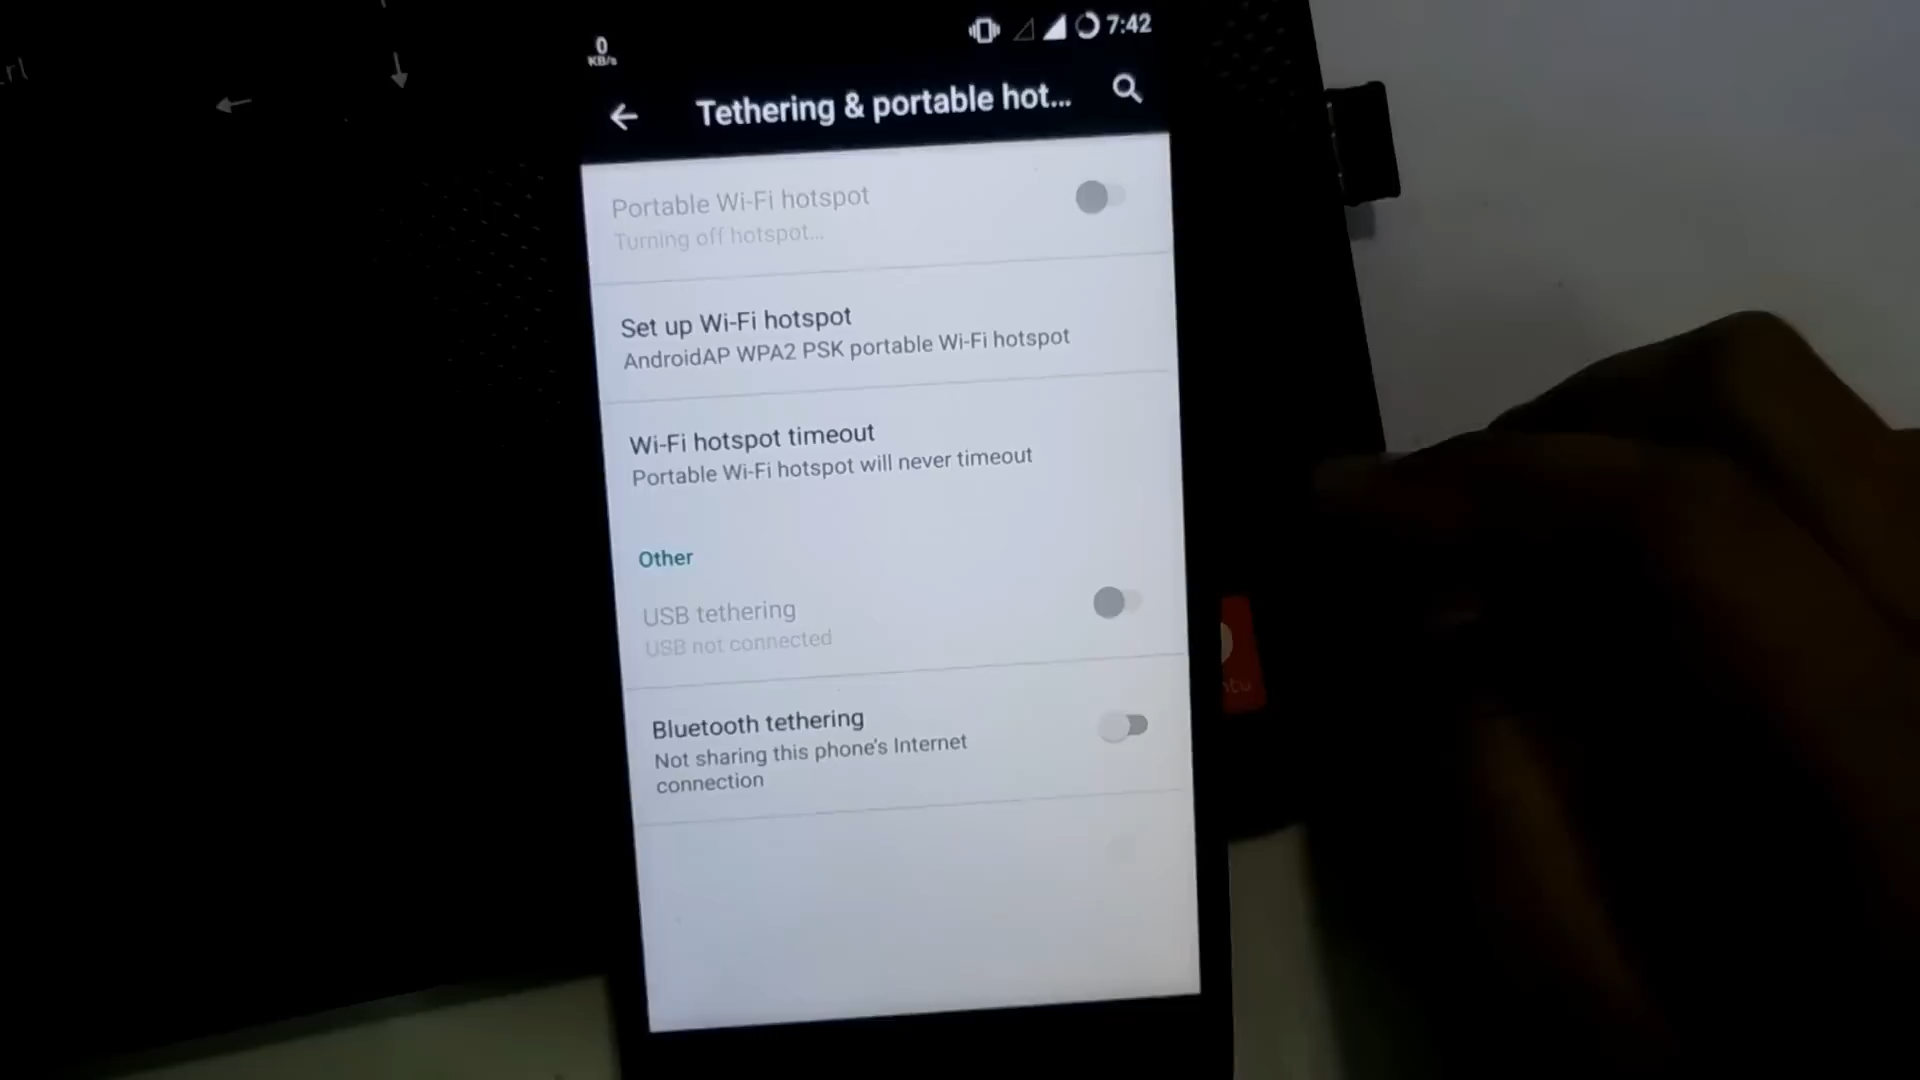 rl
0
KB/s
7:42
Tethering & portable hot...
Portable Wi-Fi hotspot
Turning off hotspot...
Set up Wi-Fi hotspot
AndroidAP WPA2 PSK portable Wi-Fi hotspot
Wi-Fi hotspot timeout
Portable Wi-Fi hotspot will never timeout
Other
USB tethering
USB not connected
Bluetooth tethering
Not sharing this phone's Internet
connection